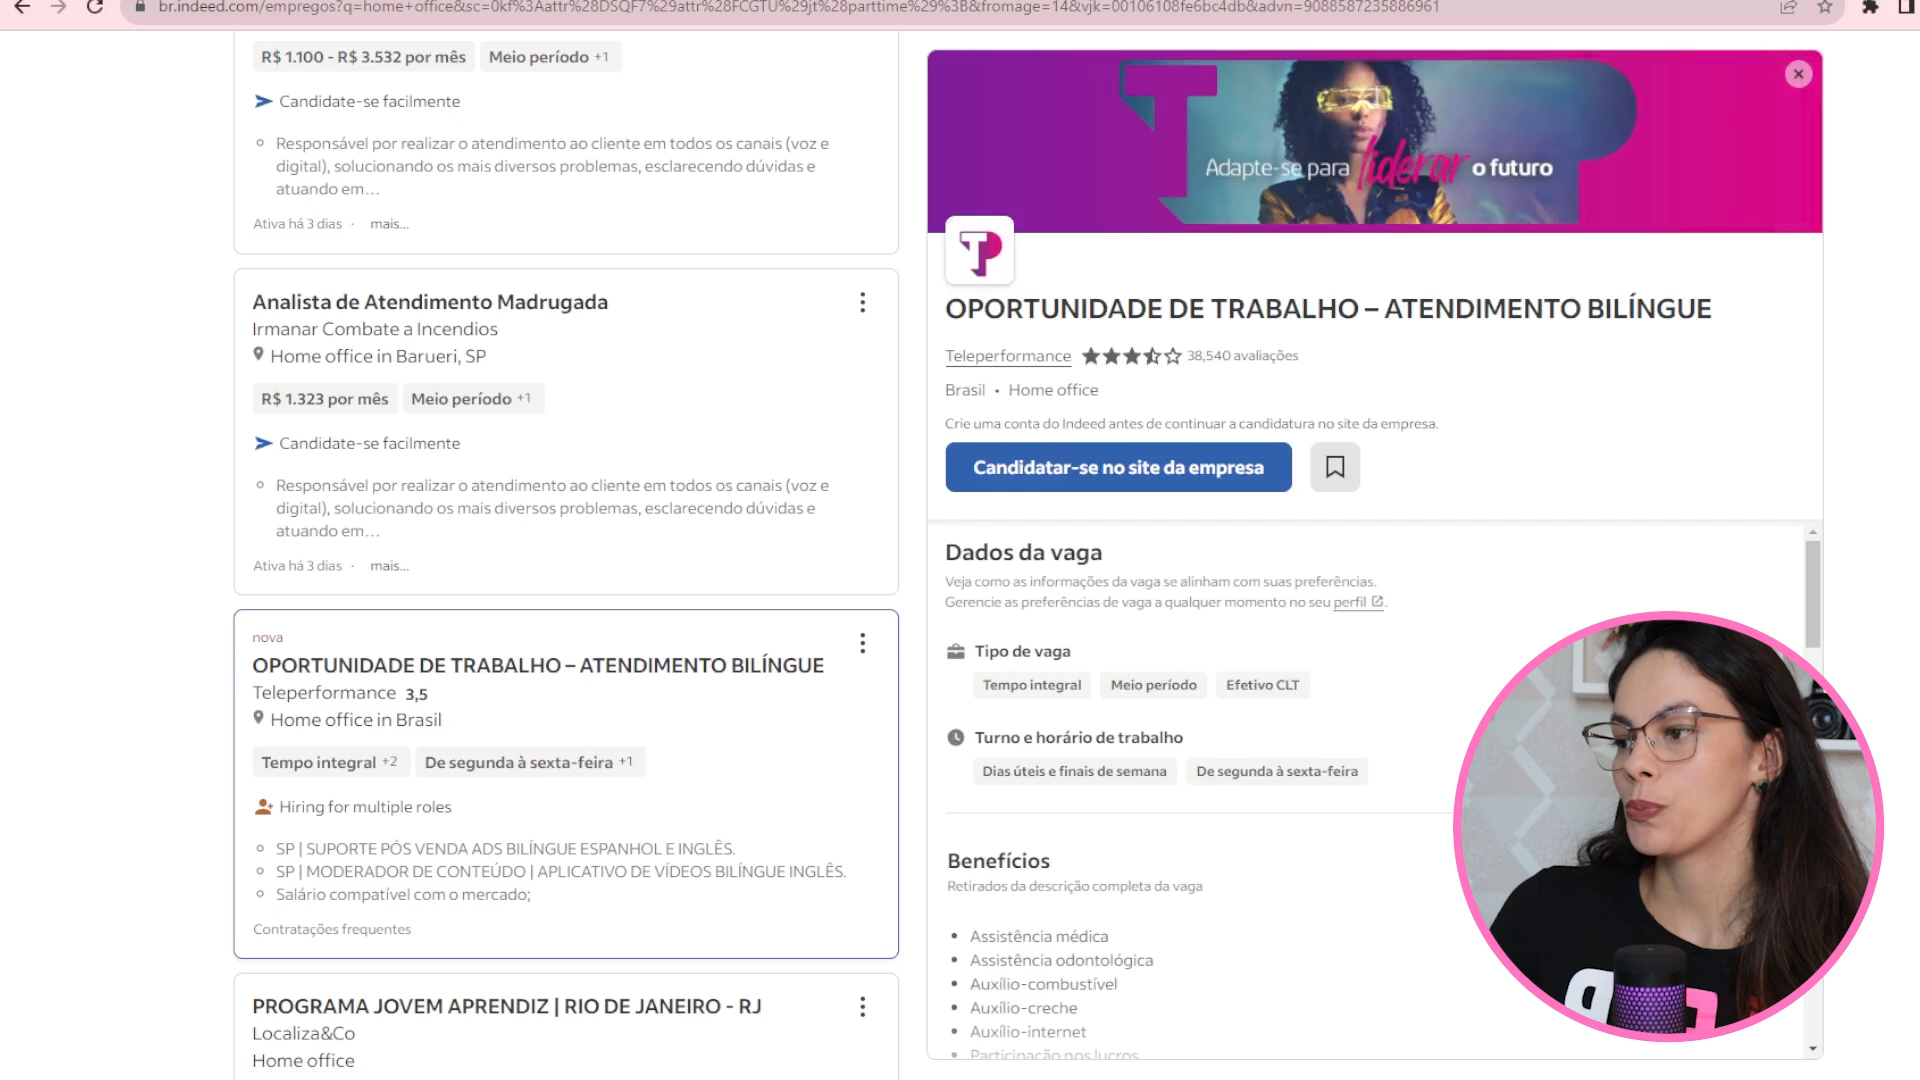 br.indeed.com/empregos?q=home+office&sc=0kf%3Aattr%28DSQF7%29attr%28FCGTU%29jt%28parttime%29%3B&fromage=14&vjk=00106108fe6bc4db&advn=9088587235886961
R$ 1.100 - R$ 3.532 por mês
Meio período +1
Candidate-se facilmente
Responsável por realizar o atendimento ao cliente em todos os canais (voz e
digital), solucionando os mais diversos problemas, esclarecendo dúvidas e
atuando em...
Ativa há 3 dias · mais...
Analista de Atendimento Madrugada
Irmanar Combate a Incendios
Home office in Barueri, SP
R$ 1.323 por mês
Meio período +1
Candidate-se facilmente
Responsável por realizar o atendimento ao cliente em todos os canais (voz e
digital), solucionando os mais diversos problemas, esclarecendo dúvidas e
atuando em...
Ativa há 3 dias · mais...
nova
OPORTUNIDADE DE TRABALHO – ATENDIMENTO BILÍNGUE
Teleperformance 3,5
Home office in Brasil
Tempo integral +2
De segunda à sexta-feira +1
Hiring for multiple roles
SP | SUPORTE PÓS VENDA ADS BILÍNGUE ESPANHOL E INGLÊS.
SP | MODERADOR DE CONTEÚDO | APLICATIVO DE VÍDEOS BILÍNGUE INGLÊS.
Salário compatível com o mercado;
Contratações frequentes
PROGRAMA JOVEM APRENDIZ | RIO DE JANEIRO - RJ
Localiza&Co
Home office
Adapte-se para liderar o futuro
TP
OPORTUNIDADE DE TRABALHO – ATENDIMENTO BILÍNGUE
Teleperformance 38,540 avaliações
Brasil • Home office
Crie uma conta do Indeed antes de continuar a candidatura no site da empresa.
Candidatar-se no site da empresa
Dados da vaga
Veja como as informações da vaga se alinham com suas preferências.
Gerencie as preferências de vaga a qualquer momento no seu perfil.
Tipo de vaga
Tempo integral
Meio período
Efetivo CLT
Turno e horário de trabalho
Dias úteis e finais de semana
De segunda à sexta-feira
Benefícios
Retirados da descrição completa da vaga
Assistência médica
Assistência odontológica
Auxílio-combustível
Auxílio-creche
Auxílio-internet
Participação nos lucros